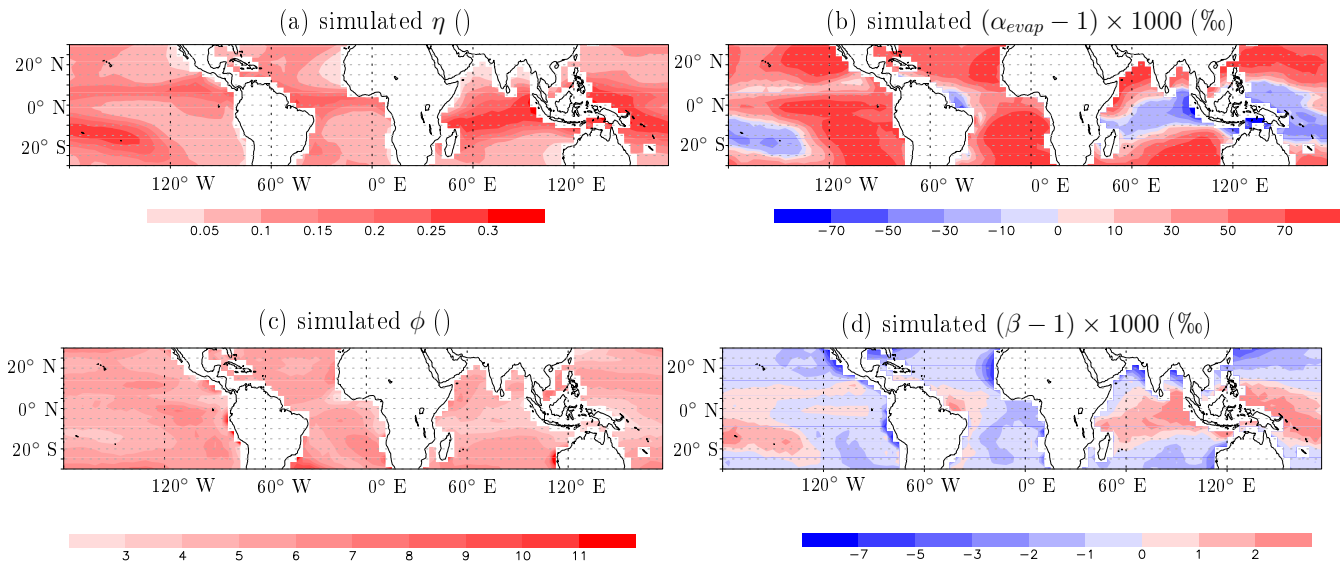 (a) simulated η ()
20° N
0° N
20° S
120° W 60° W 0° E 60° E 120° E
0.05 0.1 0.15 0.2 0.25 0.3
(b) simulated (α_evap − 1) × 1000 (‰)
20° N
0° N
20° S
120° W 60° W 0° E 60° E 120° E
−70 −50 −30 −10 0 10 30 50 70
(c) simulated ϕ ()
20° N
0° N
20° S
120° W 60° W 0° E 60° E 120° E
3 4 5 6 7 8 9 10 11
(d) simulated (β − 1) × 1000 (‰)
20° N
0° N
20° S
120° W 60° W 0° E 60° E 120° E
−7 −5 −3 −2 −1 0 1 2